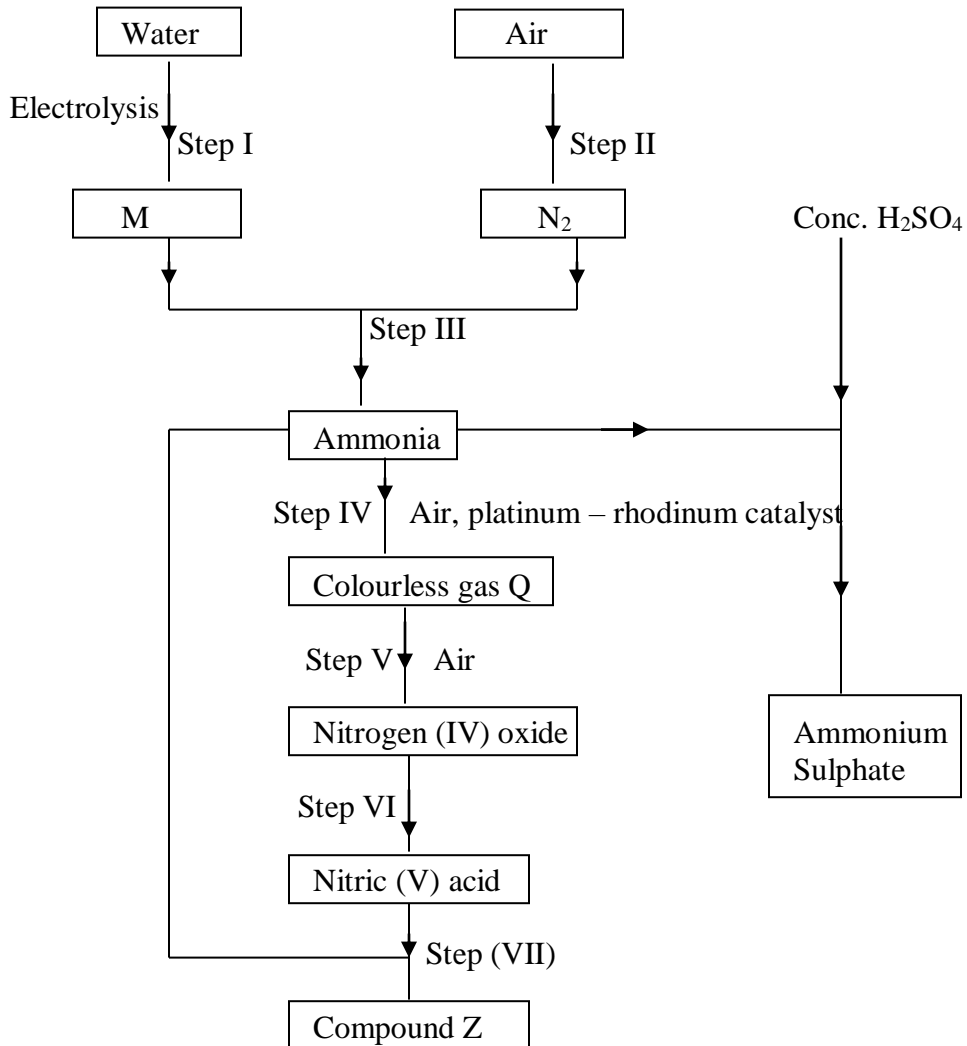 Water
Air
Electrolysis
Step I
Step II
M
N₂
Conc. H₂SO₄
Step III
Ammonia
Step IV
Air, platinum – rhodinum catalyst
Colourless gas Q
Step V
Air
Nitrogen (IV) oxide
Ammonium
Sulphate
Step VI
Nitric (V) acid
Step (VII)
Compound Z